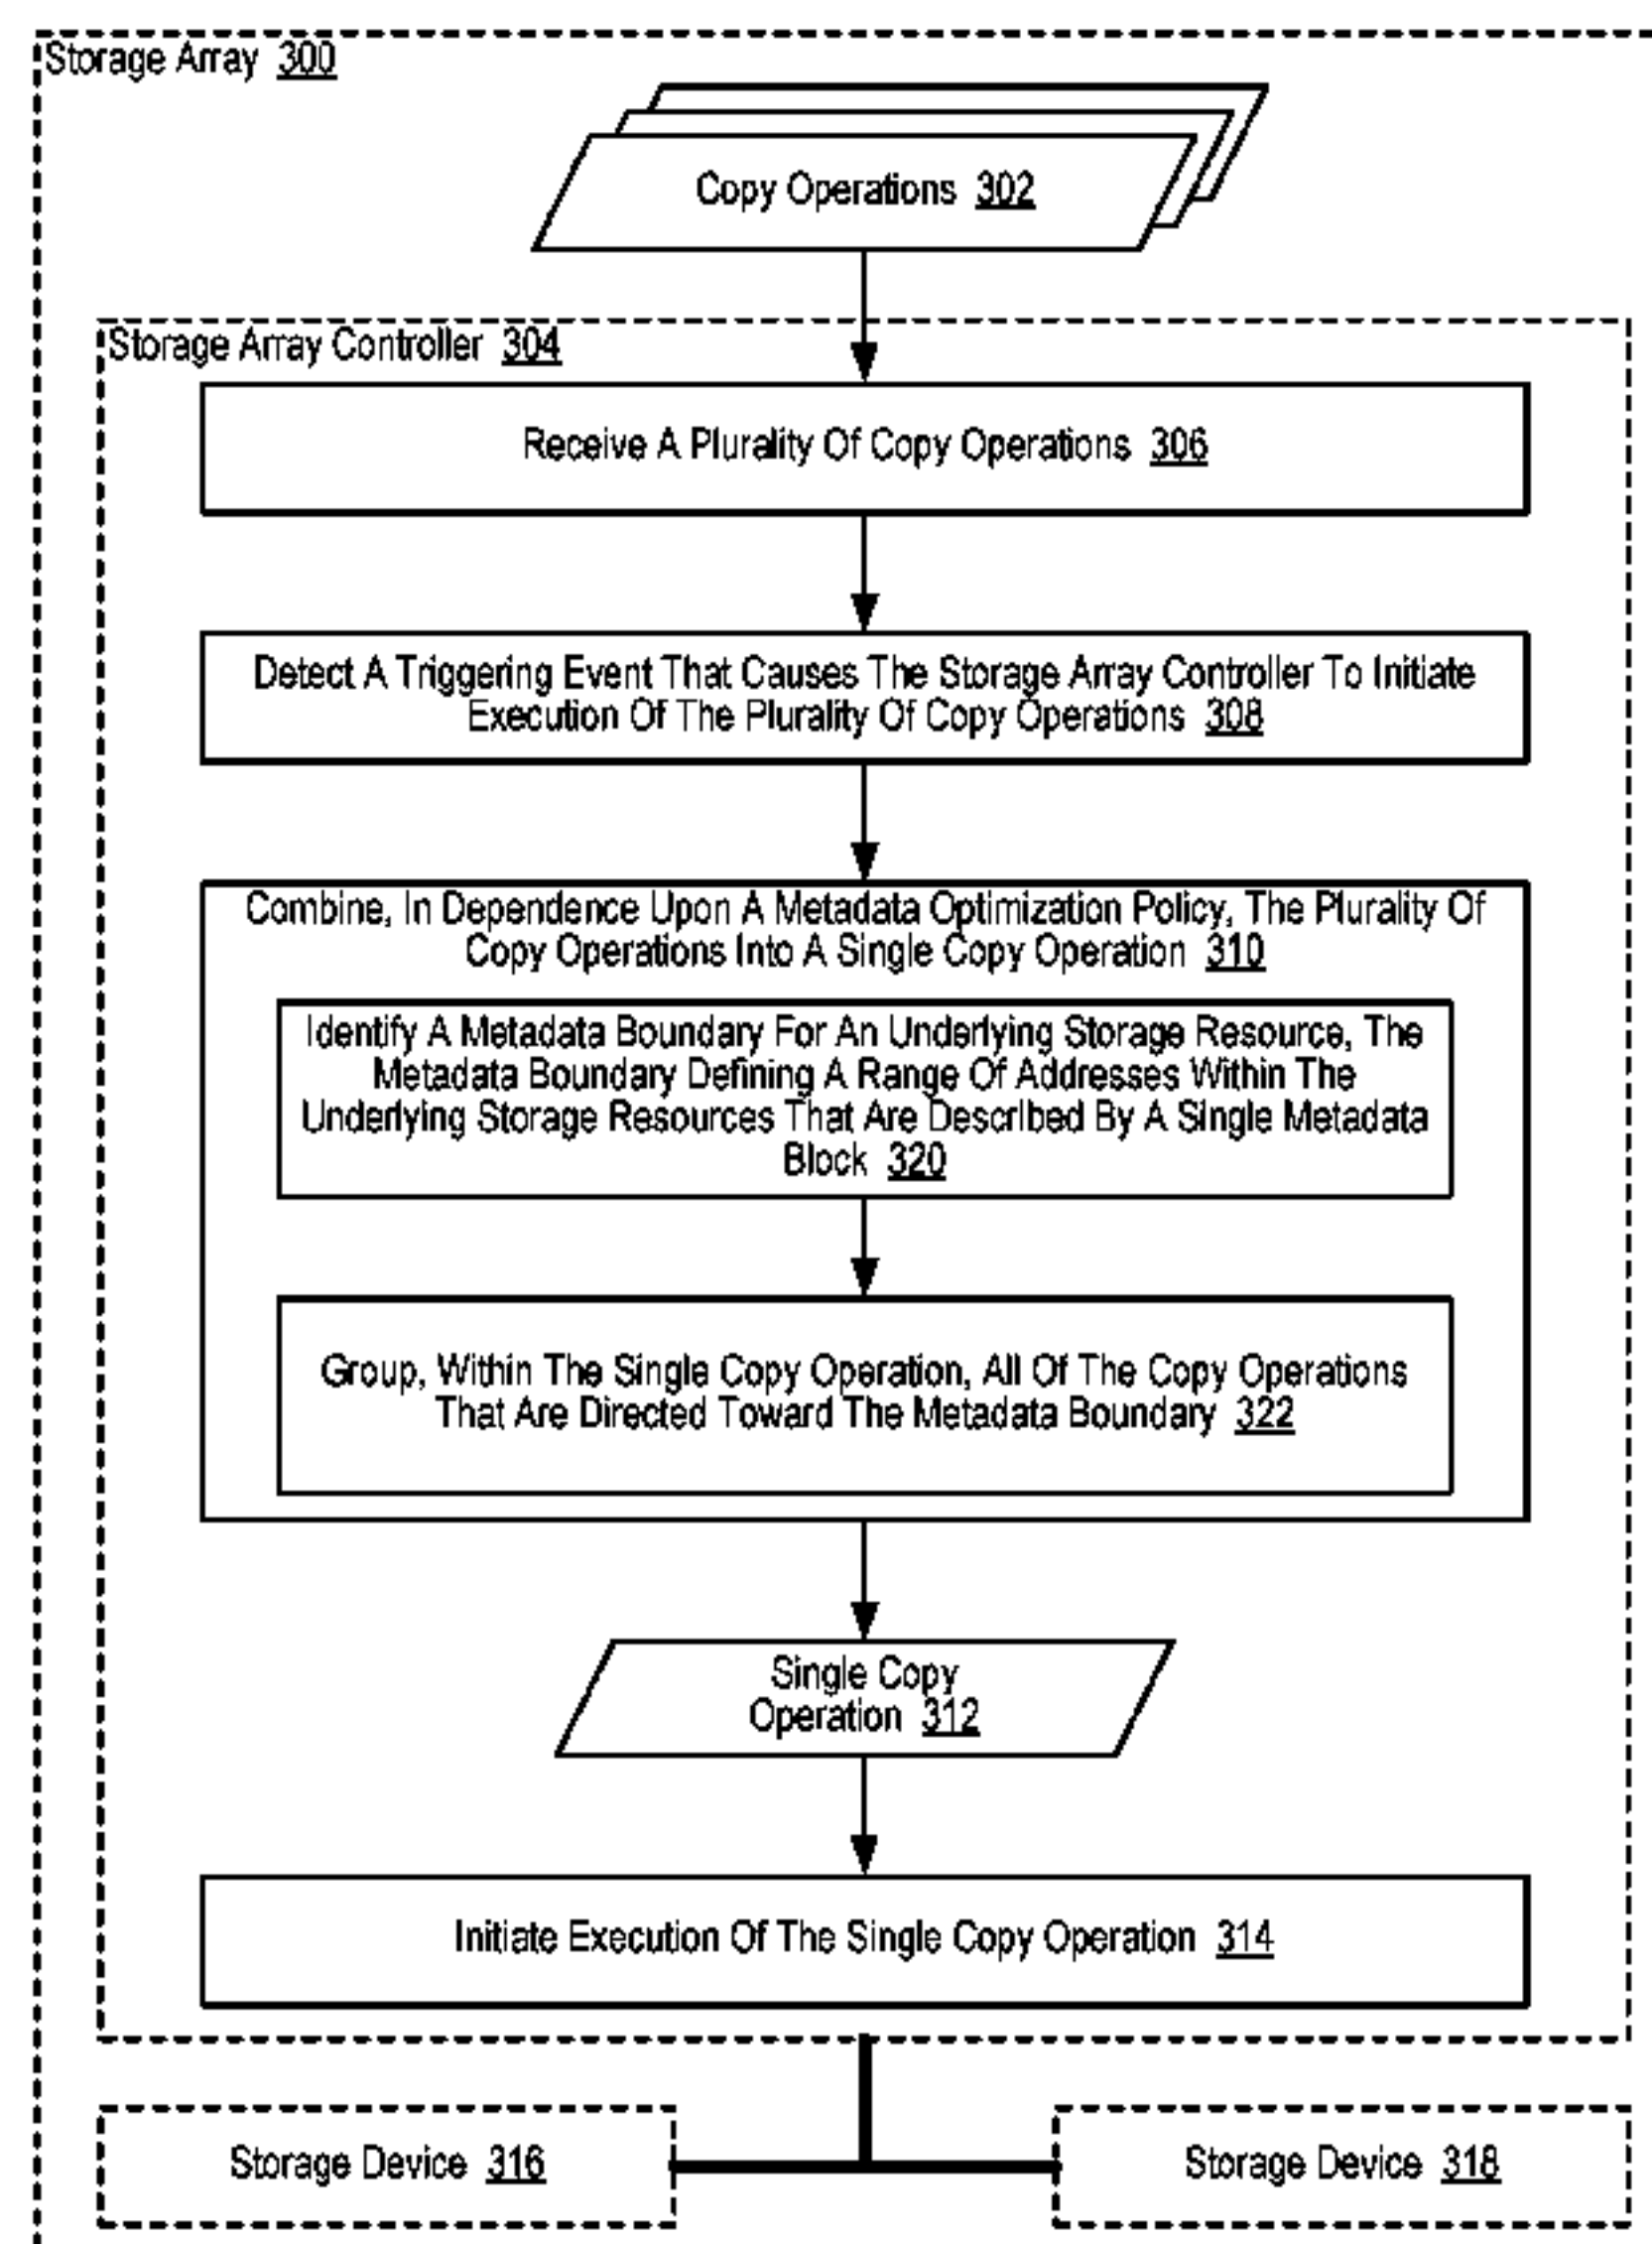 Storage Array 300
Copy Operations 302
Storage Array Controller 304
Receive A Plurality Of Copy Operations 306
Detect A Triggering Event That Causes The Storage Array Controller To Initiate
Execution Of The Plurality Of Copy Operations 308
Combine, In Dependence Upon A Metadata Optimization Policy, The Plurality Of
Copy Operations Into A Single Copy Operation 310
Identify A Metadata Boundary For An Underlying Storage Resource, The
Metadata Boundary Defining A Range Of Addresses Within The
Underlying Storage Resources That Are Described By A Single Metadata
Block 320
Group, Within The Single Copy Operation, All Of The Copy Operations
That Are Directed Toward The Metadata Boundary 322
Single Copy
Operation 312
Initiate Execution Of The Single Copy Operation 314
Storage Device 316
Storage Device 318